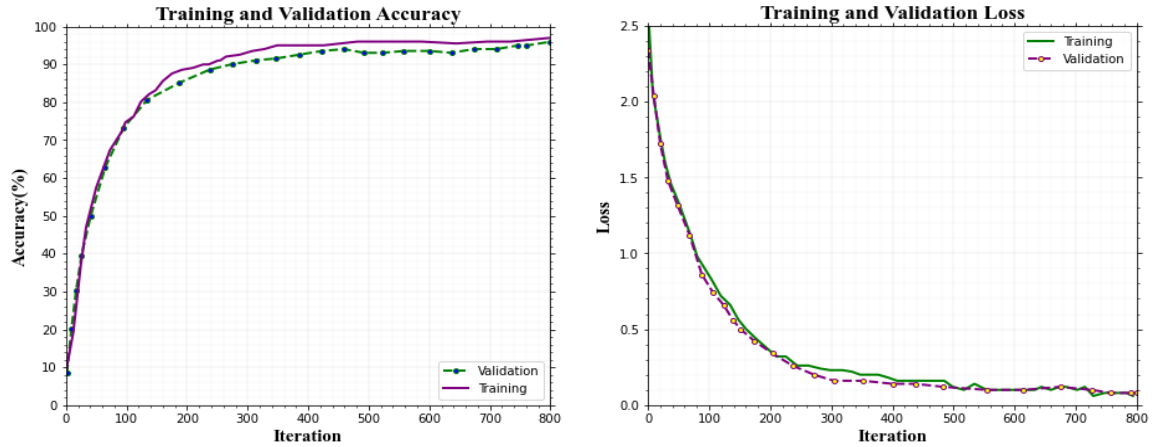 Training and Validation Accuracy
100
90
80
70
60
50
40
30
20
10
0
Accuracy(%)
0 100 200 300 400 500 600 700 800
Iteration
Validation
Training
Training and Validation Loss
2.5
2.0
1.5
1.0
0.5
0.0
Loss
0 100 200 300 400 500 600 700 800
Iteration
Training
Validation